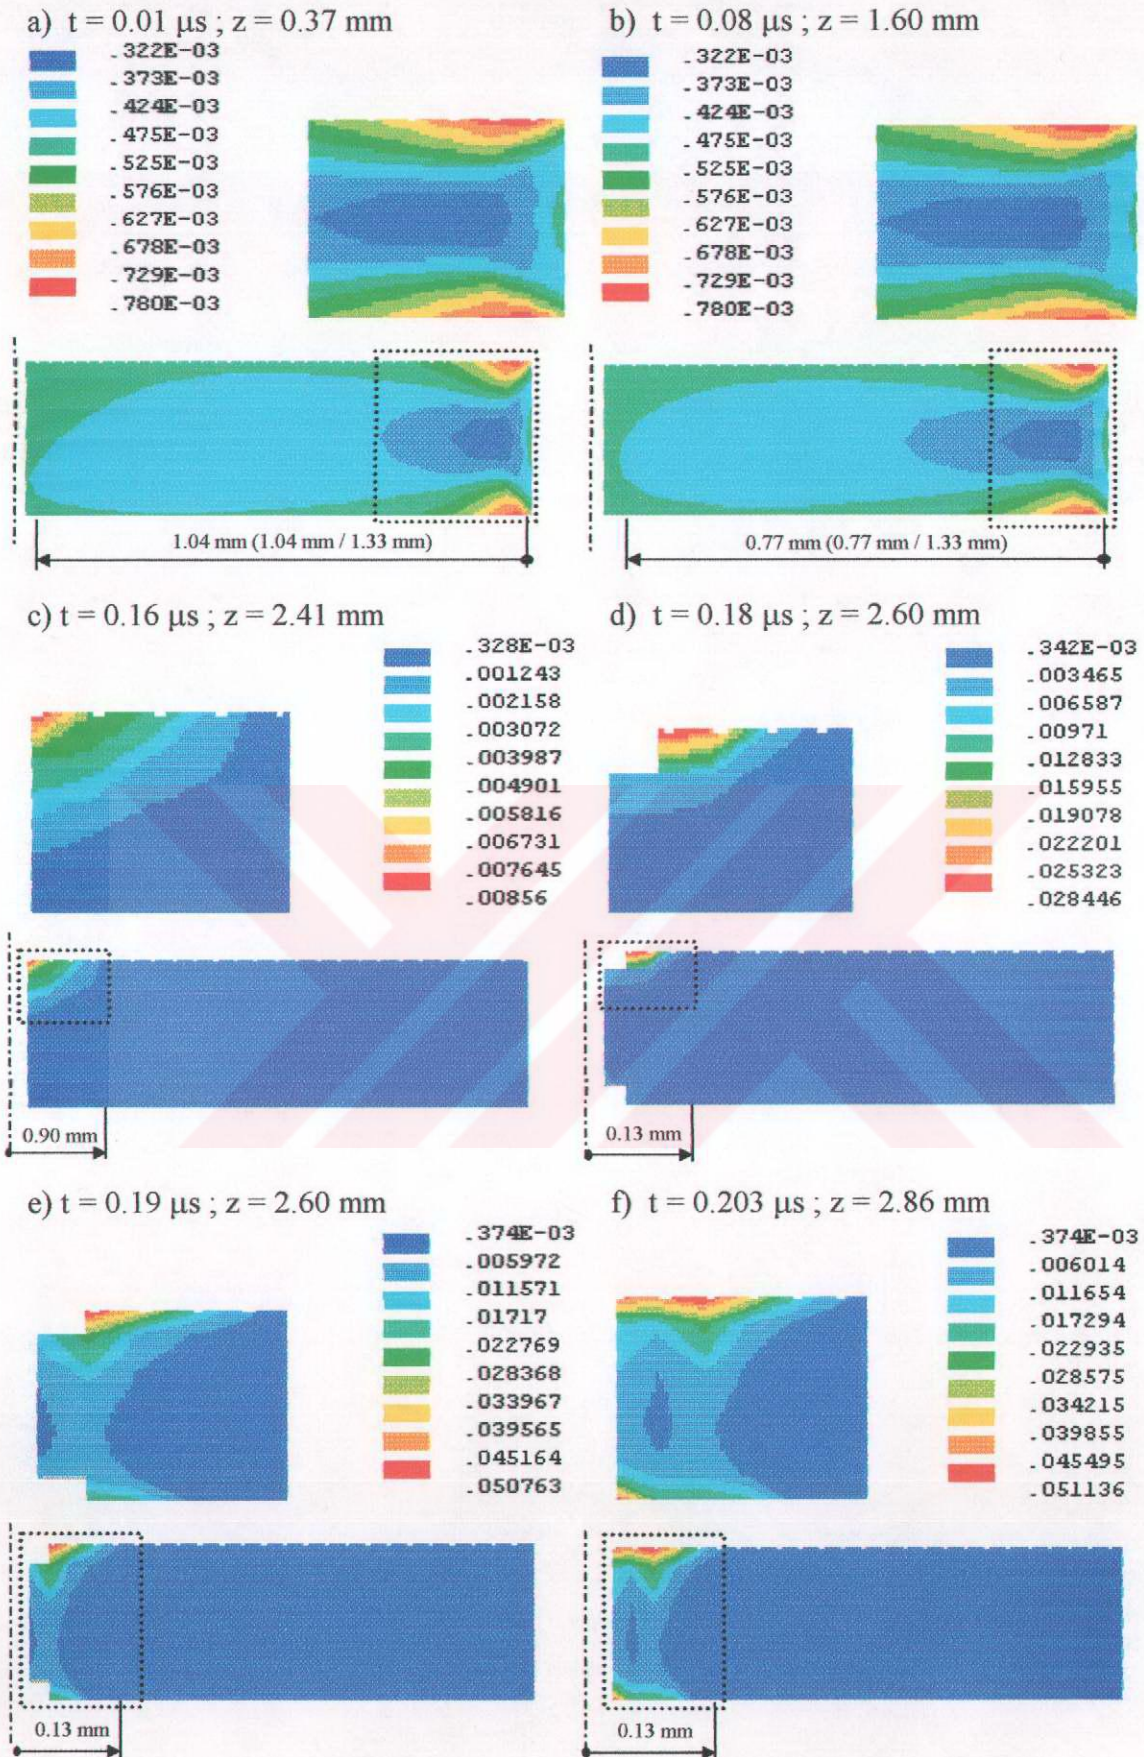 a) t = 0.01 µs ; z = 0.37 mm
.322E-03
.373E-03
.424E-03
.475E-03
.525E-03
.576E-03
.627E-03
.678E-03
.729E-03
.780E-03
1.04 mm (1.04 mm / 1.33 mm)
b) t = 0.08 µs ; z = 1.60 mm
.322E-03
.373E-03
.424E-03
.475E-03
.525E-03
.576E-03
.627E-03
.678E-03
.729E-03
.780E-03
0.77 mm (0.77 mm / 1.33 mm)
c) t = 0.16 µs ; z = 2.41 mm
.328E-03
.001243
.002158
.003072
.003987
.004901
.005816
.006731
.007645
.00856
0.90 mm
d) t = 0.18 µs ; z = 2.60 mm
.342E-03
.003465
.006587
.00971
.012833
.015955
.019078
.022201
.025323
.028446
0.13 mm
e) t = 0.19 µs ; z = 2.60 mm
.374E-03
.005972
.011571
.01717
.022769
.028368
.033967
.039565
.045164
.050763
0.13 mm
f) t = 0.203 µs ; z = 2.86 mm
.374E-03
.006014
.011654
.017294
.022935
.028575
.034215
.039855
.045495
.051136
0.13 mm